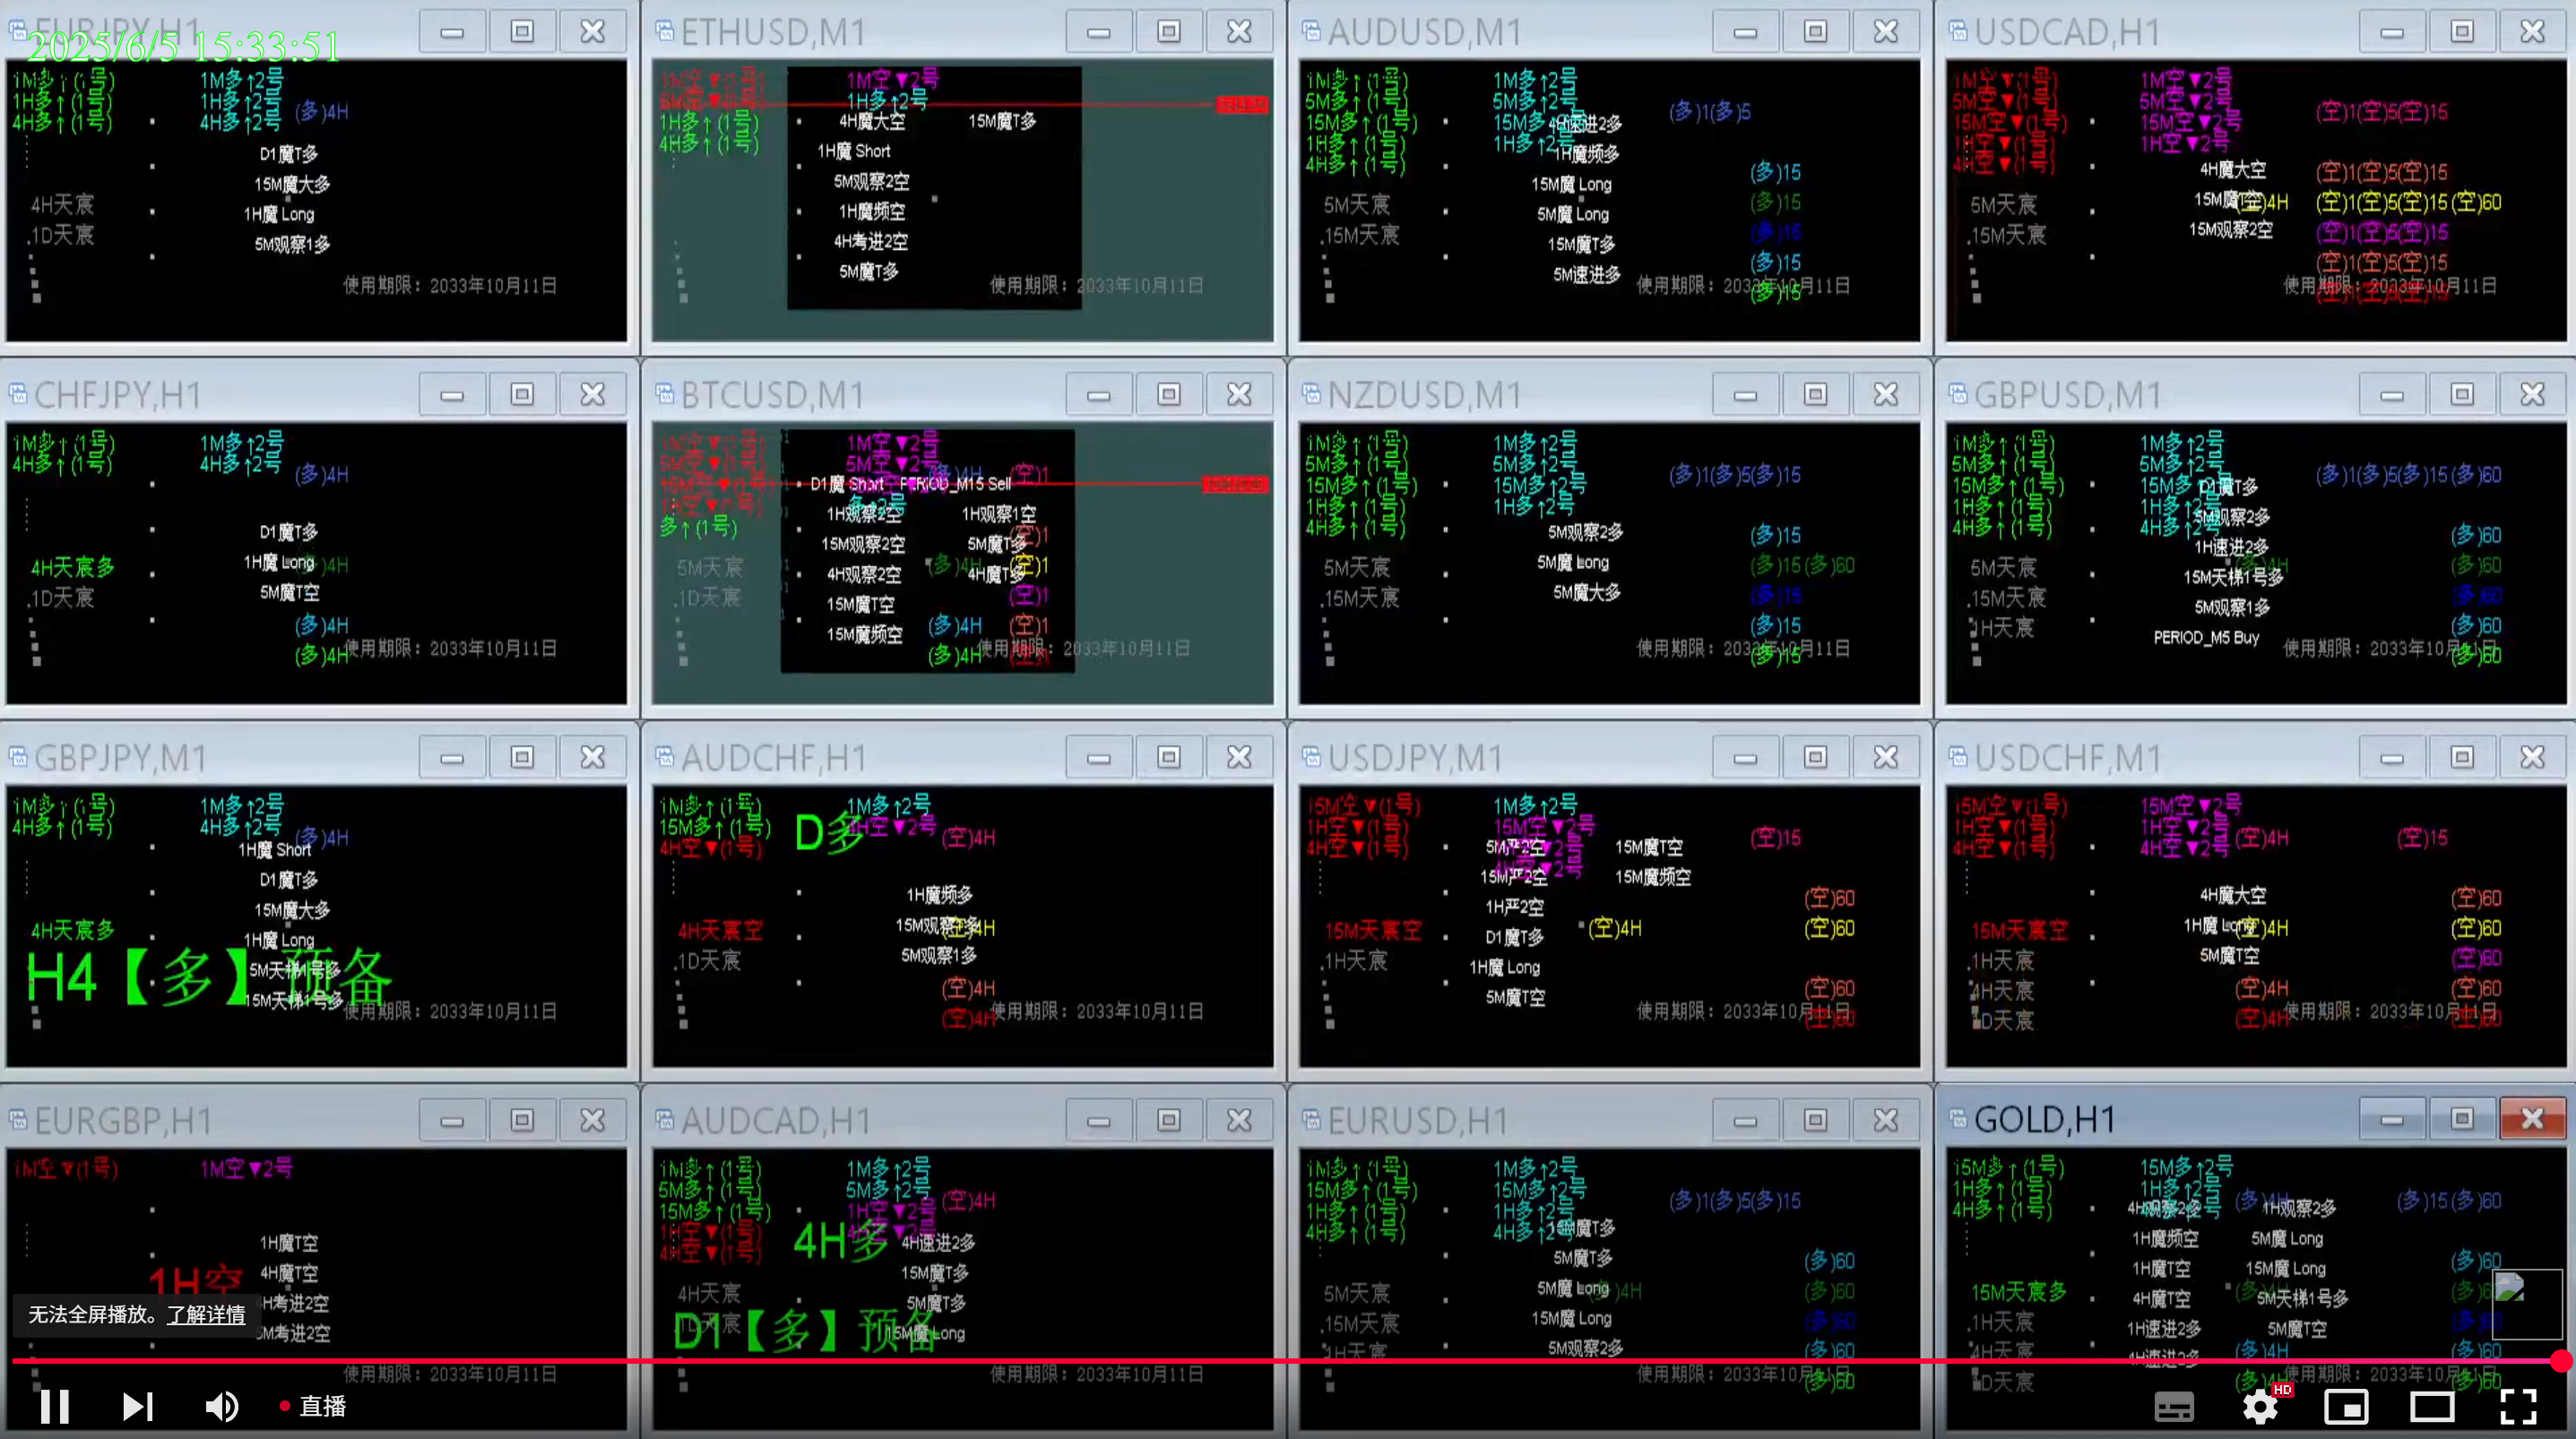 EURJPY,H1
2025/6/5 15:33:51
1M多↑(1号)
1H多↑(1号)
4H多↑(1号)
1M多↑2号
1H多↑2号
4H多↑2号
(多)4H
D1魔T多
15M魔大多
1H魔 Long
5M观察1多
4H天宸
.1D天宸
使用期限：2033年10月11日
ETHUSD,M1
1H多↑(1号)
4H多↑(1号)
1M空▼2号
1H多↑2号
4H魔大空
15M魔T多
1H魔 Short
5M观察2空
1H魔频空
4H考进2空
5M魔T多
使用期限：2033年10月11日
AUDUSD,M1
1M多↑(1号)
5M多↑(1号)
15M多↑(1号)
1H多↑(1号)
4H多↑(1号)
1M多↑2号
5M多↑2号
15M多
1H多↑2号
(多)1(多)5
1H魔频多
15M魔 Long
5M魔 Long
15M魔T多
5M速进多
5M天宸
.15M天宸
(多)15
(多)15
(多)15
(多)15
(多)15
使用期限：2033年10月11日
USDCAD,H1
1M空▼(1号)
5M空▼(1号)
15M空▼(1号)
1H空▼(1号)
4H空▼(1号)
1M空▼2号
5M空▼2号
15M空▼2号
1H空▼2号
(空)1(空)5(空)15
4H魔大空
15M观察2空
(空)1(空)5(空)15
(空)1(空)5(空)15(空)60
(空)1(空)5(空)15
(空)1(空)5(空)15
5M天宸
.15M天宸
使用期限：2033年10月11日
CHFJPY,H1
1M多↑(1号)
4H多↑(1号)
1M多↑2号
4H多↑2号
(多)4H
D1魔T多
1H魔 Long
5M魔T空
4H天宸多
.1D天宸
(多)4H
(多)4H
使用期限：2033年10月11日
BTCUSD,M1
1M空▼2号
5M空▼2号
(多)4H
(空)1
多↑(1号)
D1魔 Short
PERIOD_M15 Sell
1H观察2空
1H观察1空
15M观察2空
5M魔T多
4H观察2空
4H魔T多
15M魔T空
15M魔频空
5M天宸
.1D天宸
(多)4H
(空)1
(空)1
(多)4H
(空)1
(多)4H
使用期限：2033年10月11日
NZDUSD,M1
1M多↑(1号)
5M多↑(1号)
15M多↑(1号)
1H多↑(1号)
4H多↑(1号)
1M多↑2号
5M多↑2号
15M多↑2号
1H多↑2号
(多)1(多)5(多)15
5M观察2多
5M魔 Long
5M魔大多
5M天宸
.15M天宸
(多)15
(多)15(多)60
(多)15
(多)15
(多)15
使用期限：2033年10月11日
GBPUSD,M1
1M多↑(1号)
5M多↑(1号)
15M多↑(1号)
1H多↑(1号)
4H多↑(1号)
1M多↑2号
5M多↑2号
15M多
1H多
4H多↑2号
(多)1(多)5(多)15(多)60
D1魔T多
5M观察2多
1H速进2多
15M天梯1号多
5M观察1多
PERIOD_M5 Buy
5M天宸
.15M天宸
1H天宸
(多)60
(多)60
(多)60
(多)60
(多)60
使用期限：2033年10月11日
GBPJPY,M1
1M多↑(1号)
4H多↑(1号)
1M多↑2号
4H多↑2号
(多)4H
1H魔 Short
D1魔T多
15M魔大多
1H魔 Long
5M天梯1号多
15M天梯1号多
4H天宸多
H4【多】预备
使用期限：2033年10月11日
AUDCHF,H1
1M多↑(1号)
15M多↑(1号)
4H空▼(1号)
D多
1M多↑2号
4H空▼2号
(空)4H
1H魔频多
15M观察多
5M观察1多
4H天宸空
.1D天宸
(空)4H
(空)4H
(空)4H
使用期限：2033年10月11日
USDJPY,M1
15M空▼(1号)
1H空▼(1号)
4H空▼(1号)
1M多↑2号
15M空▼2号
(空)15
5M严2空
15M魔T空
15M严2空
15M魔频空
1H严2空
D1魔T多
1H魔 Long
5M魔T空
15M天宸空
.1H天宸
(空)4H
(空)60
(空)60
(空)60
(空)60
使用期限：2033年10月11日
USDCHF,M1
15M空▼(1号)
1H空▼(1号)
4H空▼(1号)
15M空▼2号
1H空▼2号
4H空▼2号
(空)4H
(空)15
4H魔大空
1H魔 Long
5M魔T空
15M天宸空
.1H天宸
4H天宸
D天宸
(空)4H
(空)4H
(空)4H
(空)60
(空)60
(空)60
(空)60
(空)60
使用期限：2033年10月11日
EURGBP,H1
1M空▼(1号)
1M空▼2号
1H魔T空
4H魔T空
1H空
H考进2空
5M考进2空
无法全屏播放。了解详情
使用期限：2033年10月11日
直播
AUDCAD,H1
1M多↑(1号)
5M多↑(1号)
15M多↑(1号)
1H空▼(1号)
4H空▼(1号)
1M多↑2号
5M多↑2号
1H空▼2号
(空)4H
4H多
4H速进2多
15M魔T多
5M魔T多
15M魔 Long
4H天宸
D1【多】预备
使用期限：2033年10月11日
EURUSD,H1
1M多↑(1号)
15M多↑(1号)
1H多↑(1号)
4H多↑(1号)
1M多↑2号
15M多↑2号
1H多↑2号
(多)1(多)5(多)15
5M魔T多
5M魔 Long
15M魔 Long
5M观察2多
5M天宸
.15M天宸
1H天宸
(多)60
(多)60
(多)60
(多)60
(多)60
使用期限：2033年10月11日
GOLD,H1
15M多↑(1号)
1H多↑(1号)
4H多↑(1号)
15M多↑2号
1H多↑2号
(多)4H
(多)15(多)60
4H观察2多
1H观察2多
1H魔频空
5M魔 Long
1H魔T空
15M魔 Long
4H魔T空
5M天梯1号多
1H速进2多
5M魔T空
4H速进2多
15M天宸多
.1H天宸
4H天宸
D天宸
(多)60
(多)4H
(多)60
(多)60
使用期限：2033年10月11日
HD